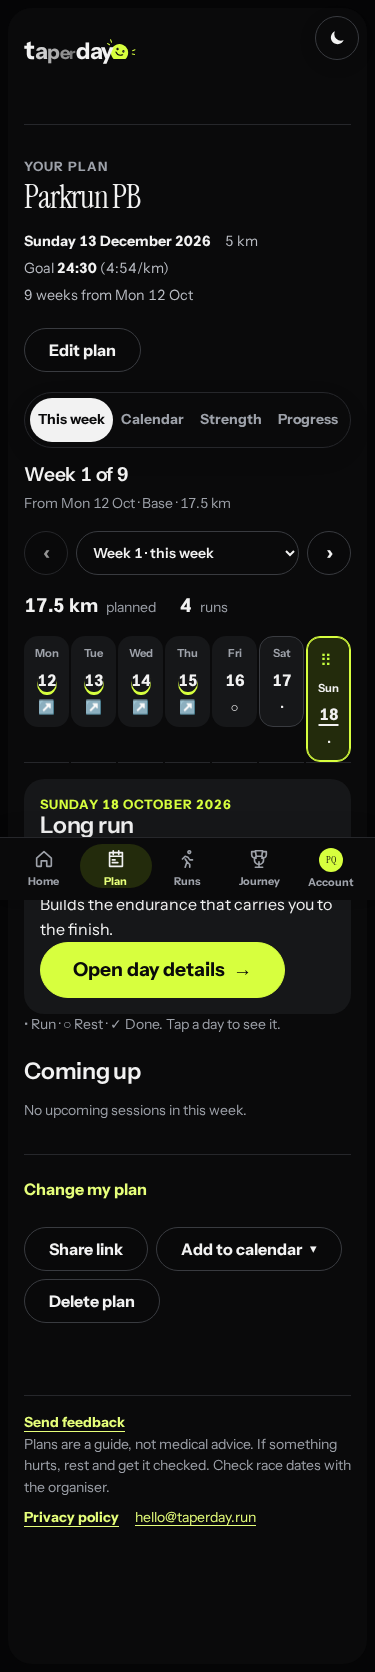 taperday
YOUR PLAN
Parkrun PB
Sunday 13 December 2026 5 km
Goal 24:30 (4:54/km)
9 weeks from Mon 12 Oct
Edit plan
This week Calendar Strength Progress
Week 1 of 9
From Mon 12 Oct · Base · 17.5 km
‹ Week 1 · this week ›
17.5 km planned 4 runs
Mon Tue Wed Thu Fri Sat Sun
12 13 14 15 16 17 18
↗ ↗ ↗ ↗ ○ · ·
SUNDAY 18 OCTOBER 2026
Long run
Home Plan Runs Journey PQ Account
Builds the endurance that carries you to
the finish.
Open day details →
• Run · ○ Rest · ✓ Done. Tap a day to see it.
Coming up
No upcoming sessions in this week.
Change my plan
Share link Add to calendar ▾
Delete plan
Send feedback
Plans are a guide, not medical advice. If something
hurts, rest and get it checked. Check race dates with
the organiser.
Privacy policy hello@taperday.run